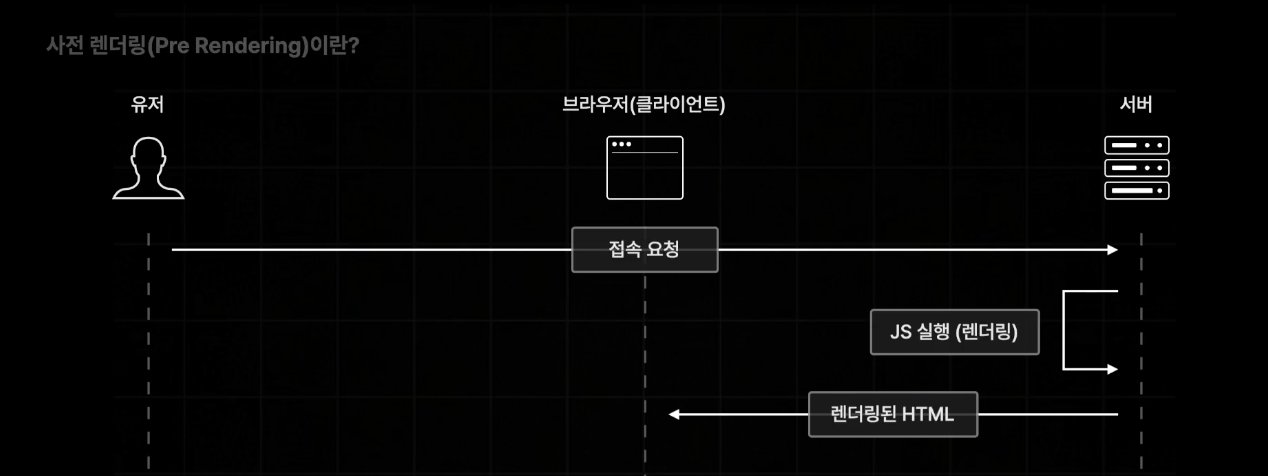 사전 렌더링(Pre Rendering)이란?
유저
브라우저(클라이언트)
서버
접속 요청
JS 실행 (렌더링)
렌더링된 HTML